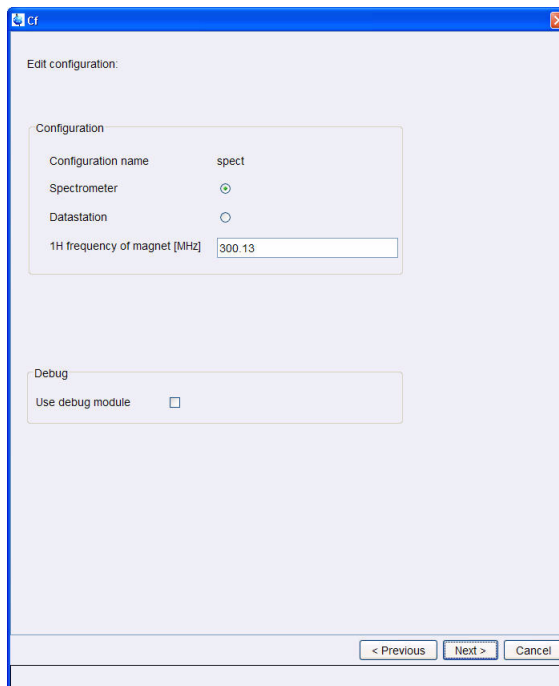 Cf
Edit configuration:
Configuration
Configuration name spect
Spectrometer
Datastation
1H frequency of magnet [MHz] 300.13
Debug
Use debug module
< Previous Next > Cancel